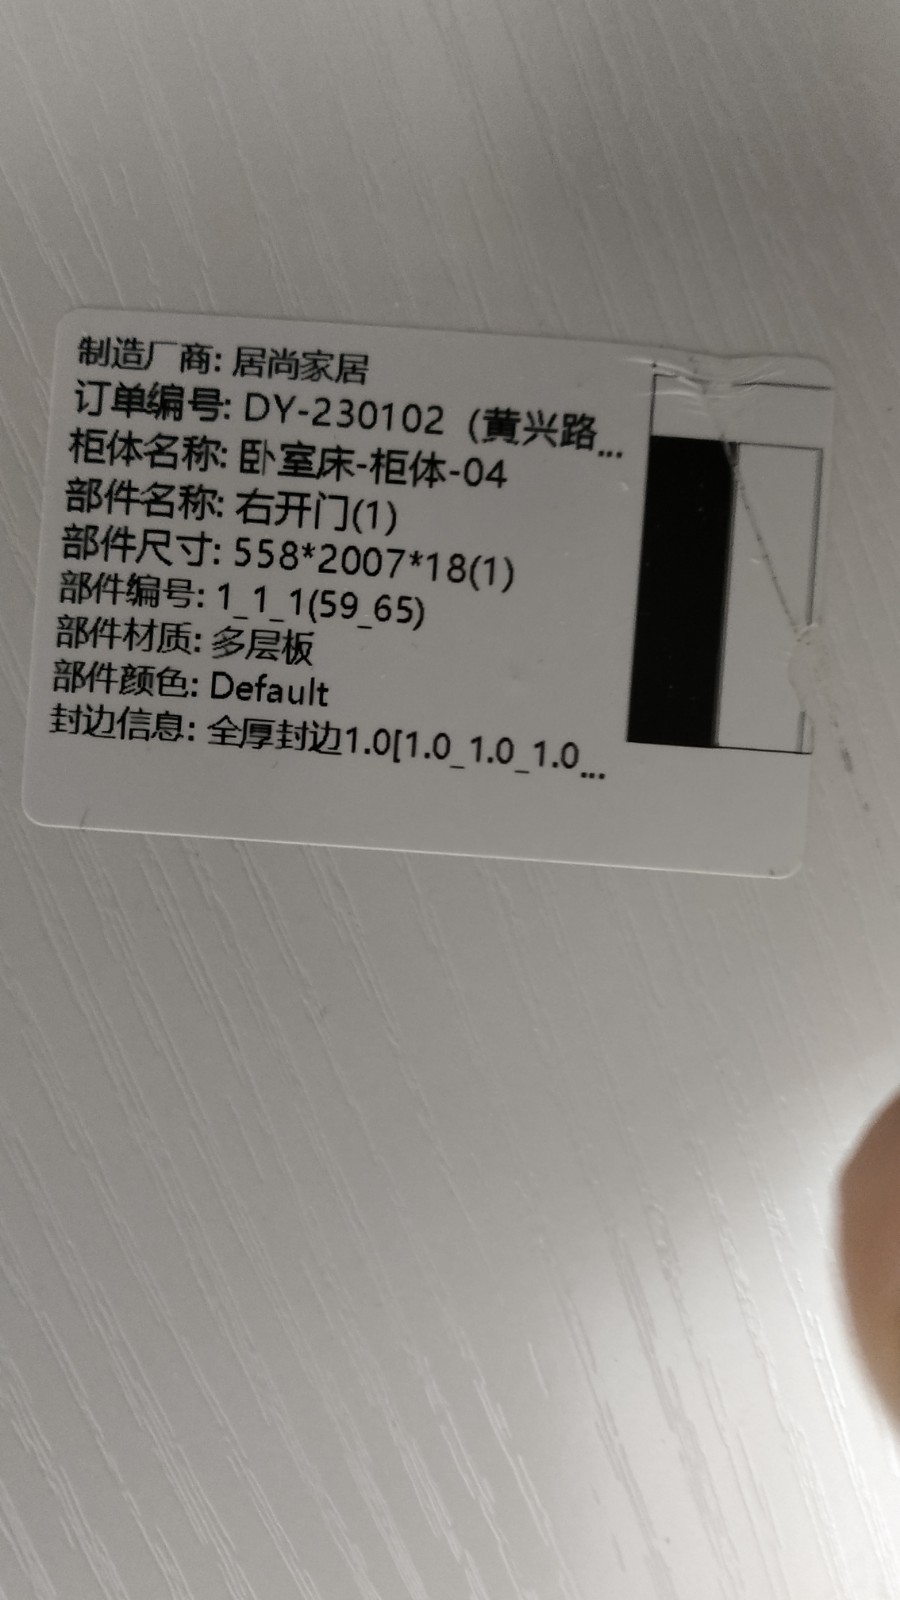 制造厂商: 居尚家居
订单编号: DY-230102（黄兴路...
柜体名称: 卧室床-柜体-04
部件名称: 右开门(1)
部件尺寸: 558*2007*18(1)
部件编号: 1_1_1(59_65)
部件材质: 多层板
部件颜色: Default
封边信息: 全厚封边1.0[1.0_1.0_1.0...